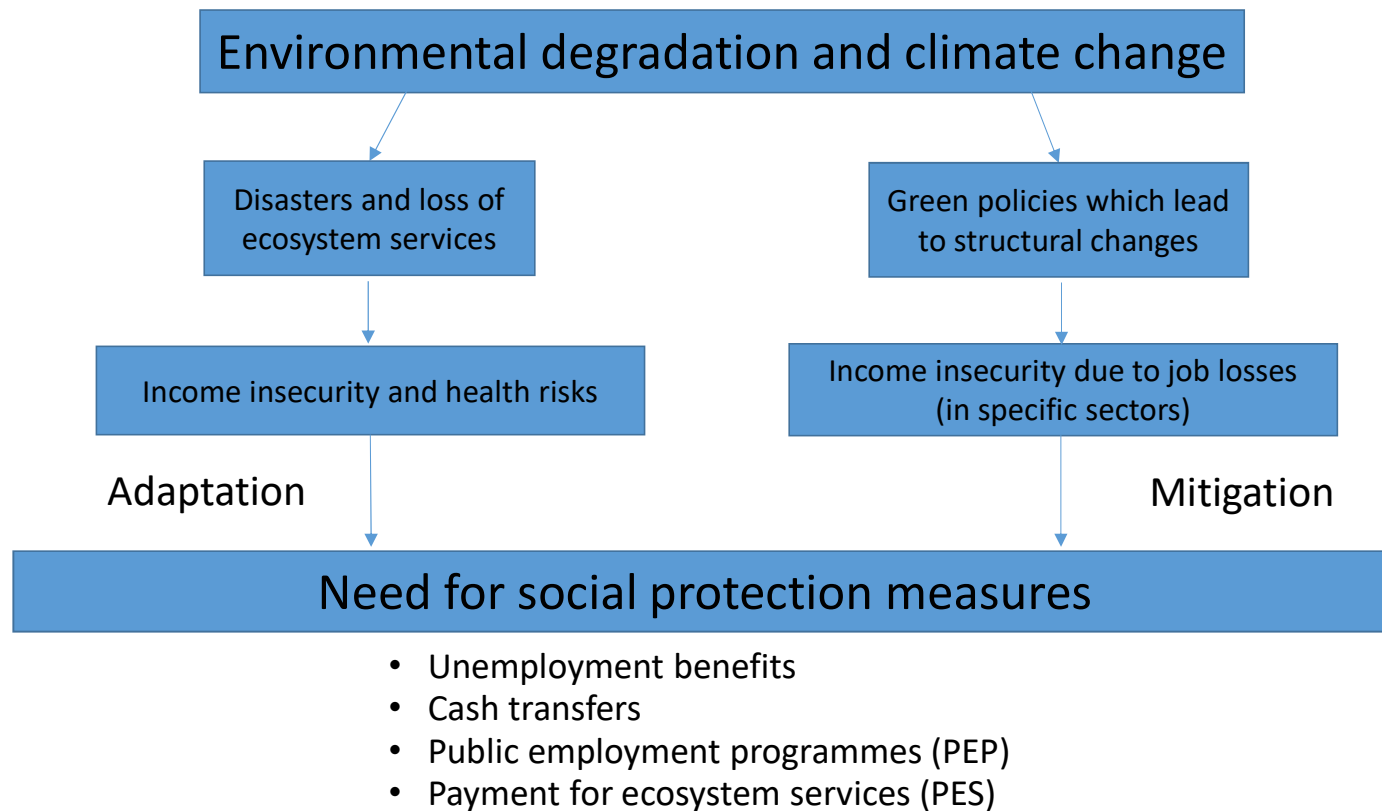 Environmental degradation and climate change
Disasters and loss of
ecosystem services
Green policies which lead
to structural changes
Income insecurity and health risks
Income insecurity due to job losses
(in specific sectors)
Adaptation
Mitigation
Need for social protection measures
• Unemployment benefits
• Cash transfers
• Public employment programmes (PEP)
• Payment for ecosystem services (PES)